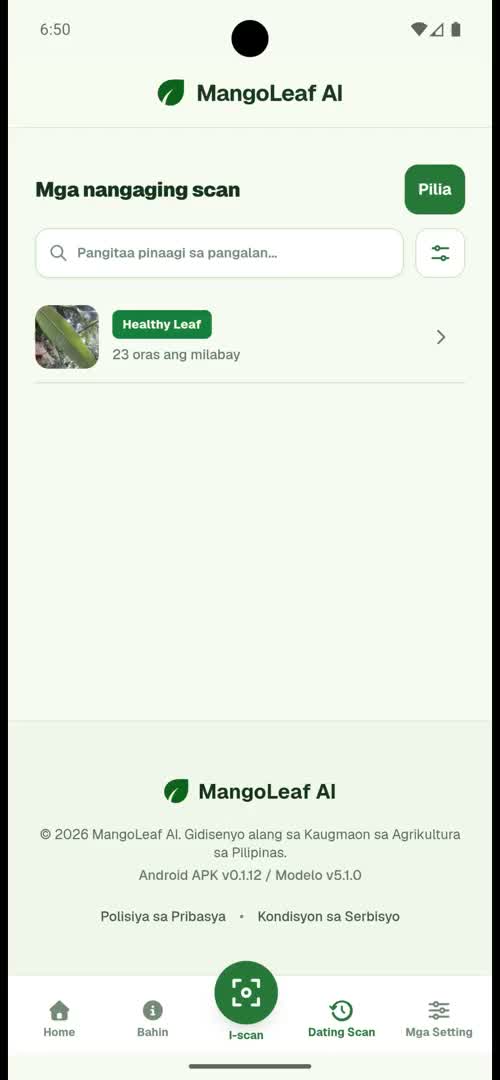 6:50
MangoLeaf AI
Mga nangaging scan
Pilia
Pangitaa pinaagi sa pangalan...
Healthy Leaf
23 oras ang milabay
MangoLeaf AI
© 2026 MangoLeaf AI. Gidisenyo alang sa Kaugmaon sa Agrikultura
sa Pilipinas.
Android APK v0.1.12 / Modelo v5.1.0
Polisiya sa Pribasya • Kondisyon sa Serbisyo
Home
Bahin
I-scan
Dating Scan
Mga Setting